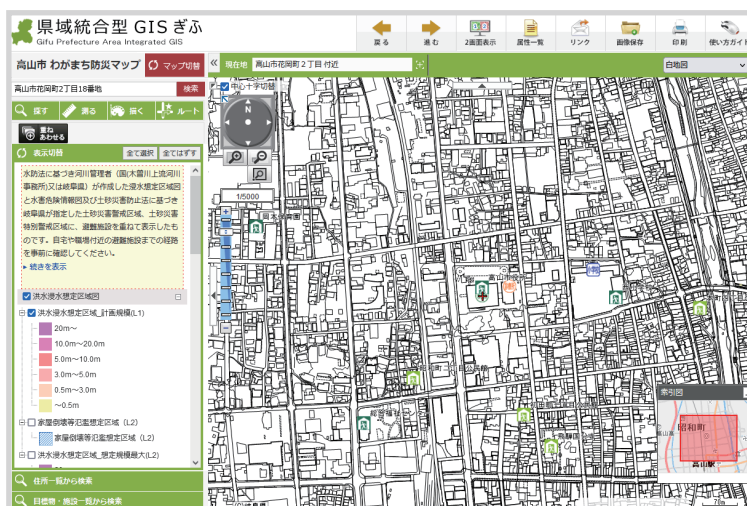 県域統合型 GIS ぎふ
Gifu Prefecture Area Integrated GIS
戻る
進む
2画面表示
属性一覧
リンク
画像保存
印刷
使い方ガイド
高山市 わがまち防災マップ
マップ切替
現在地
高山市花岡町２丁目 付近
白地図
高山市花岡町2丁目18番地
検索
中心十字切替
探す
測る
描く
ルート
重ね
あわせる
表示切替
全て選択
全てはずす
水防法に基づき河川管理者（国(木曽川上流河川
事務所)又は岐阜県）が作成した浸水想定区域図
と水害危険情報図及び土砂災害防止法に基づき
岐阜県が指定した土砂災害警戒区域、土砂災害
特別警戒区域に、避難施設を重ねて表示したも
のです。自宅や職場付近の避難施設までの経路
を事前に確認してください。
▸ 続きを表示
洪水浸水想定区域図
洪水浸水想定区域_計画規模(L1)
20m～
10.0m～20.0m
5.0m～10.0m
3.0m～5.0m
0.5m～3.0m
～0.5m
家屋倒壊等氾濫想定区域（L2）
家屋倒壊等氾濫想定区域（L2）
洪水浸水想定区域_想定規模最大(L2)
住所一覧から検索
目標物・施設一覧から検索
N
1/5000
高山市役所
索引図
昭和町
高山駅
70m